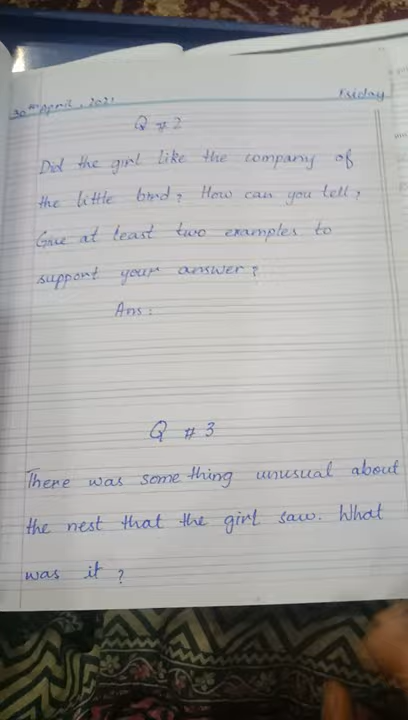 30th April, 2021 Friday
Q # 2
Did the girl like the company of
the little bird? How can you tell?
Give at least two examples to
support your answer?
Ans:
Q # 3
There was something unusual about
the nest that the girl saw. What
was it?